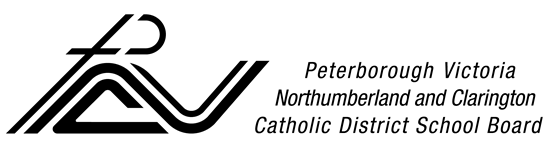 Peterborough Victoria
Northumberland and Clarington
Catholic District School Board